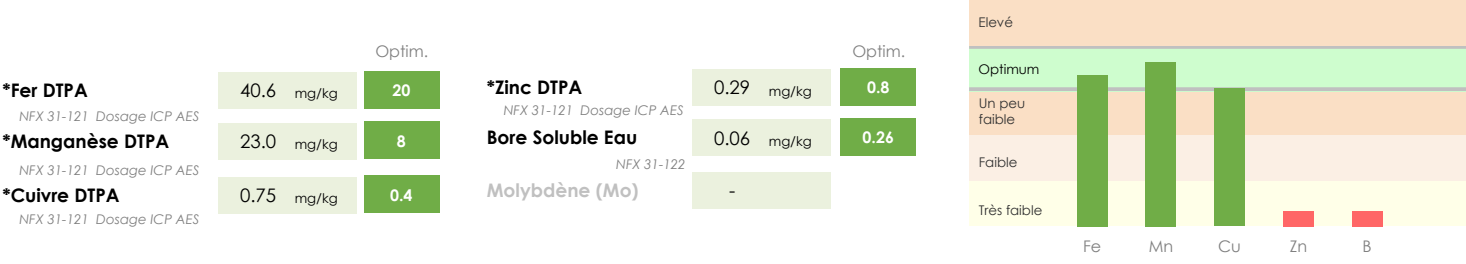 Optim.
*Fer DTPA 40.6 mg/kg 20
NFX 31-121 Dosage ICP AES
*Manganèse DTPA 23.0 mg/kg 8
NFX 31-121 Dosage ICP AES
*Cuivre DTPA 0.75 mg/kg 0.4
NFX 31-121 Dosage ICP AES
Optim.
*Zinc DTPA 0.29 mg/kg 0.8
NFX 31-121 Dosage ICP AES
Bore Soluble Eau 0.06 mg/kg 0.26
NFX 31-122
Molybdène (Mo) -
Elevé
Optimum
Un peu
faible
Faible
Très faible
Fe Mn Cu Zn B